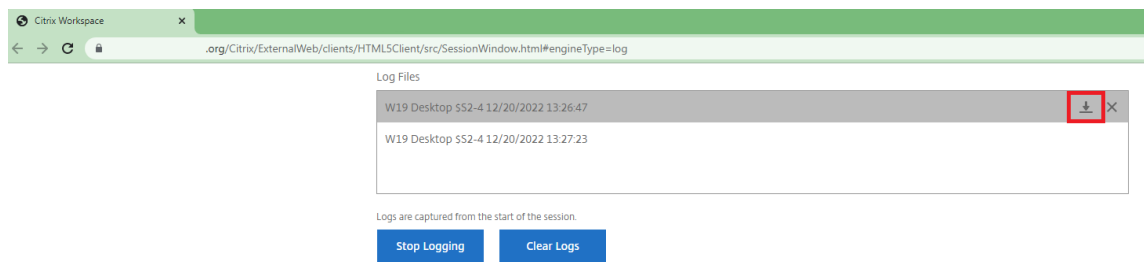 Citrix Workspace
.org/Citrix/ExternalWeb/clients/HTML5Client/src/SessionWindow.html#engineType=log
Log Files
W19 Desktop $S2-4 12/20/2022 13:26:47
W19 Desktop $S2-4 12/20/2022 13:27:23
Logs are captured from the start of the session.
Stop Logging Clear Logs